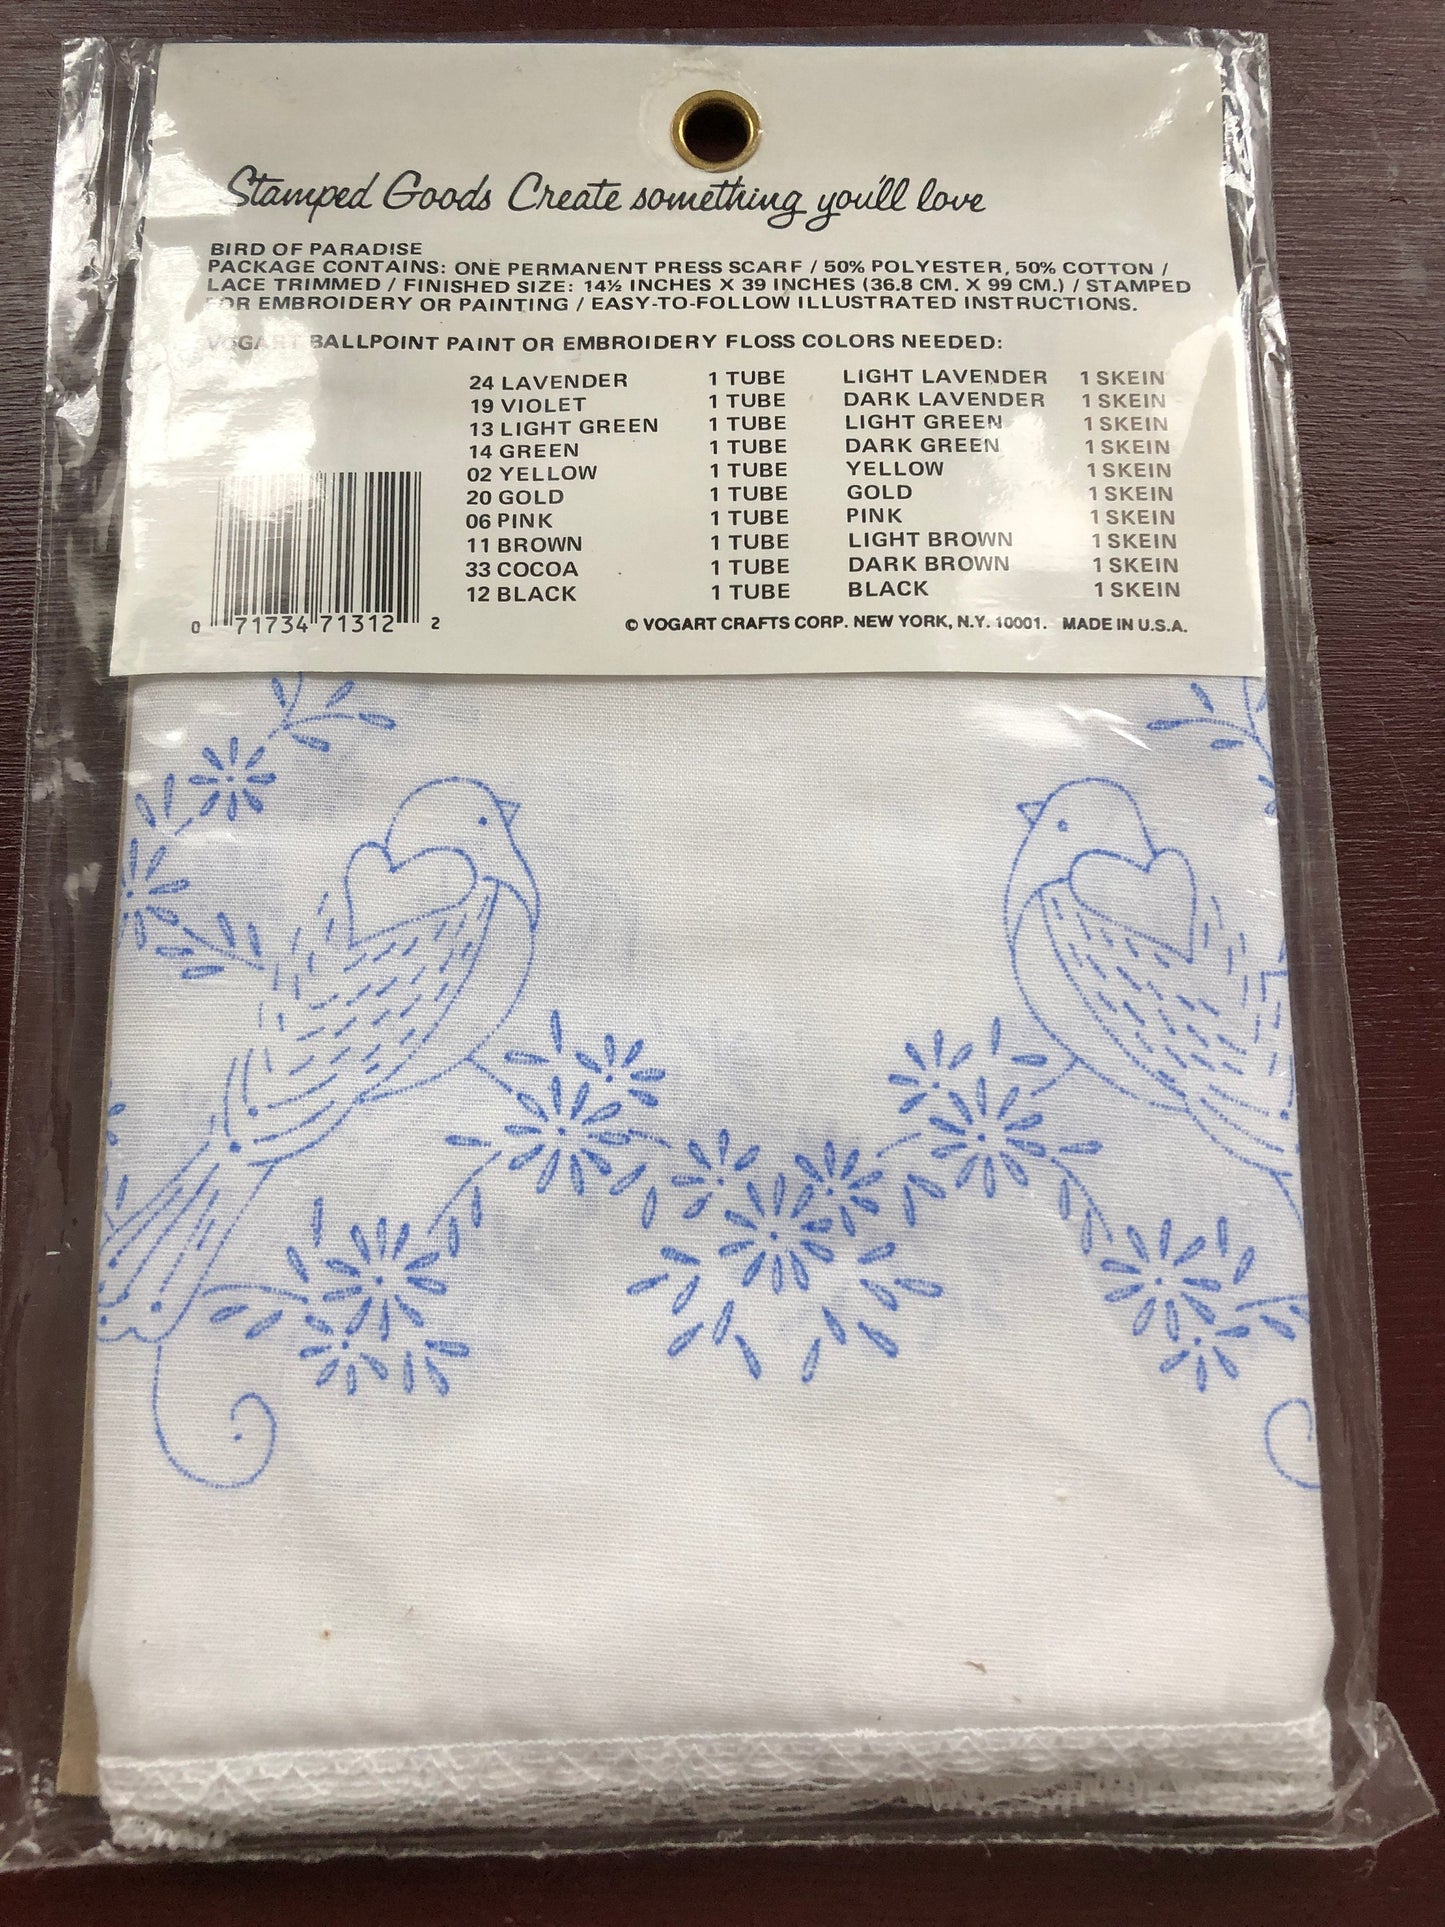 Stamped Goods Create something you'll love
BIRD OF PARADISE
PACKAGE CONTAINS: ONE PERMANENT PRESS SCARF / 50% POLYESTER, 50% COTTON /
LACE TRIMMED / FINISHED SIZE: 14½ INCHES X 39 INCHES (36.8 CM. X 99 CM.) / STAMPED
FOR EMBROIDERY OR PAINTING / EASY-TO-FOLLOW ILLUSTRATED INSTRUCTIONS.
VOGART BALLPOINT PAINT OR EMBROIDERY FLOSS COLORS NEEDED:
24 LAVENDER 1 TUBE LIGHT LAVENDER 1 SKEIN
19 VIOLET 1 TUBE DARK LAVENDER 1 SKEIN
13 LIGHT GREEN 1 TUBE LIGHT GREEN 1 SKEIN
14 GREEN 1 TUBE DARK GREEN 1 SKEIN
02 YELLOW 1 TUBE YELLOW 1 SKEIN
20 GOLD 1 TUBE GOLD 1 SKEIN
06 PINK 1 TUBE PINK 1 SKEIN
11 BROWN 1 TUBE LIGHT BROWN 1 SKEIN
33 COCOA 1 TUBE DARK BROWN 1 SKEIN
12 BLACK 1 TUBE BLACK 1 SKEIN
0 71734 71312 2
© VOGART CRAFTS CORP. NEW YORK, N.Y. 10001. MADE IN U.S.A.